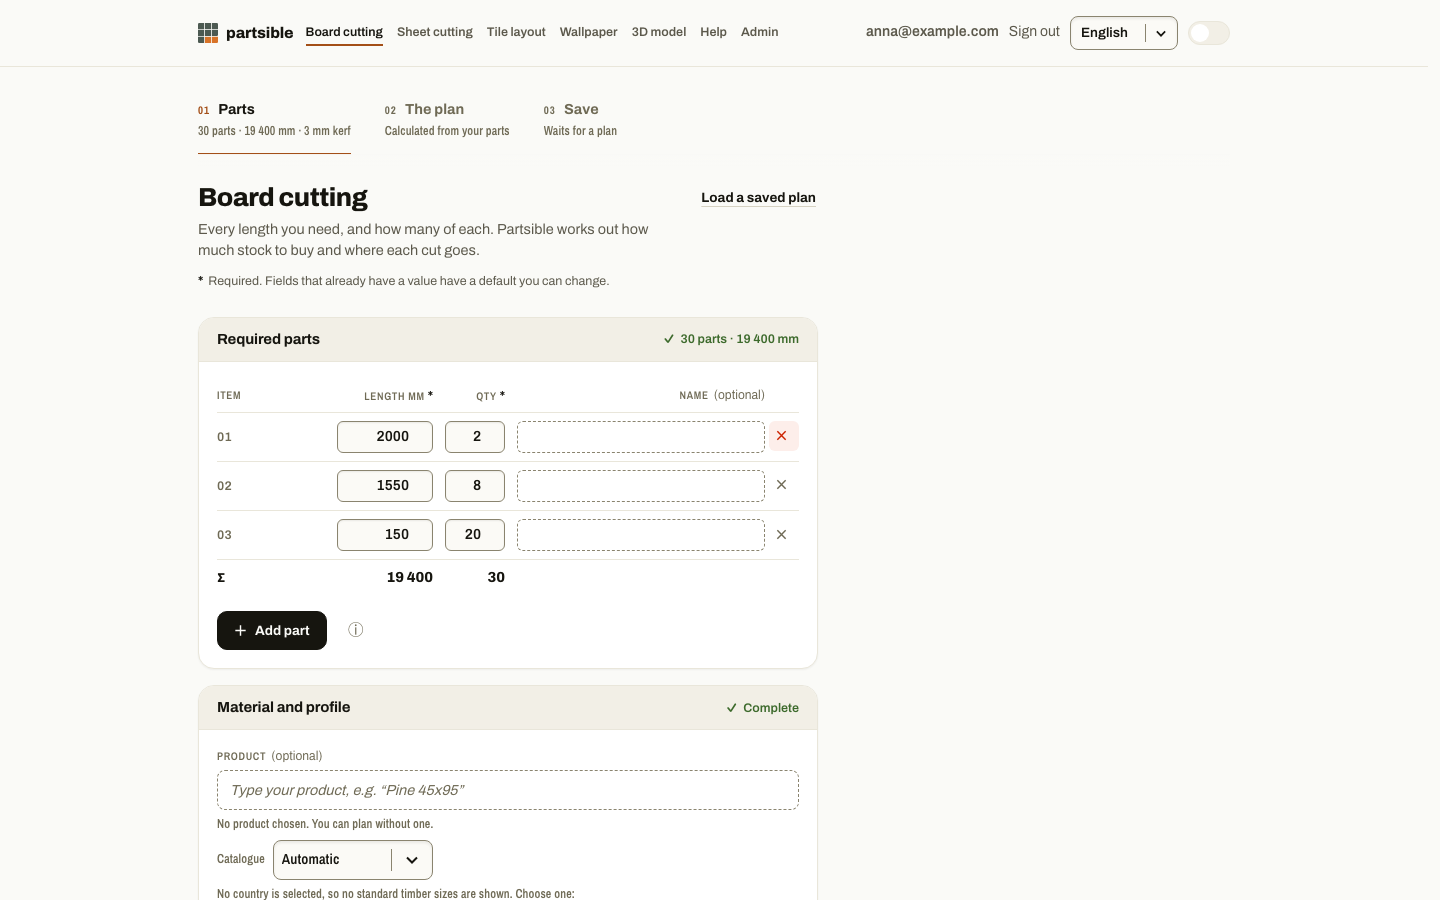 partsible Board cutting Sheet cutting Tile layout Wallpaper 3D model Help Admin anna@example.com Sign out English
01 Parts 02 The plan 03 Save
30 parts · 19 400 mm · 3 mm kerf Calculated from your parts Waits for a plan
Board cutting Load a saved plan
Every length you need, and how many of each. Partsible works out how
much stock to buy and where each cut goes.
* Required. Fields that already have a value have a default you can change.
Required parts 30 parts · 19 400 mm
ITEM LENGTH MM * QTY * NAME (optional)
01 2000 2
02 1550 8
03 150 20
Σ 19 400 30
Add part
Material and profile Complete
PRODUCT (optional)
Type your product, e.g. “Pine 45x95”
No product chosen. You can plan without one.
Catalogue Automatic
No country is selected, so no standard timber sizes are shown. Choose one: